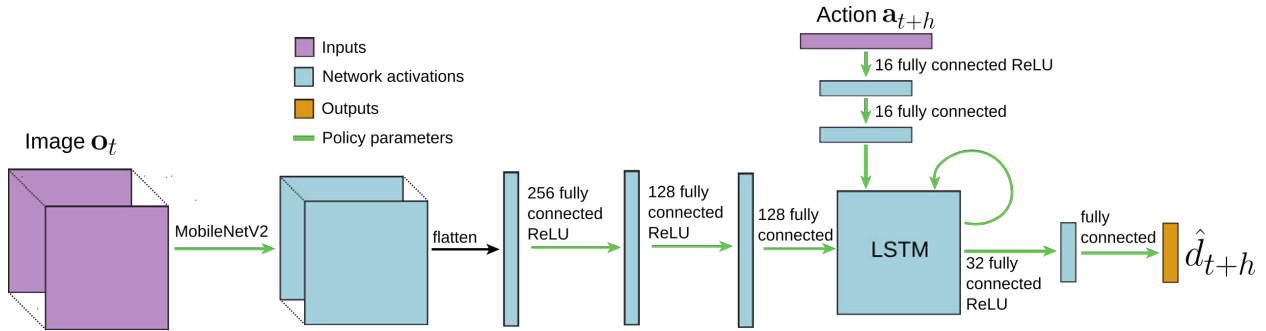 Action a_{t+h}
Inputs
Network activations
Outputs
Policy parameters
16 fully connected ReLU
16 fully connected
Image o_t
MobileNetV2
flatten
256 fully
connected
ReLU
128 fully
connected
ReLU
128 fully
connected
LSTM
32 fully
connected
ReLU
fully
connected
\hat{d}_{t+h}